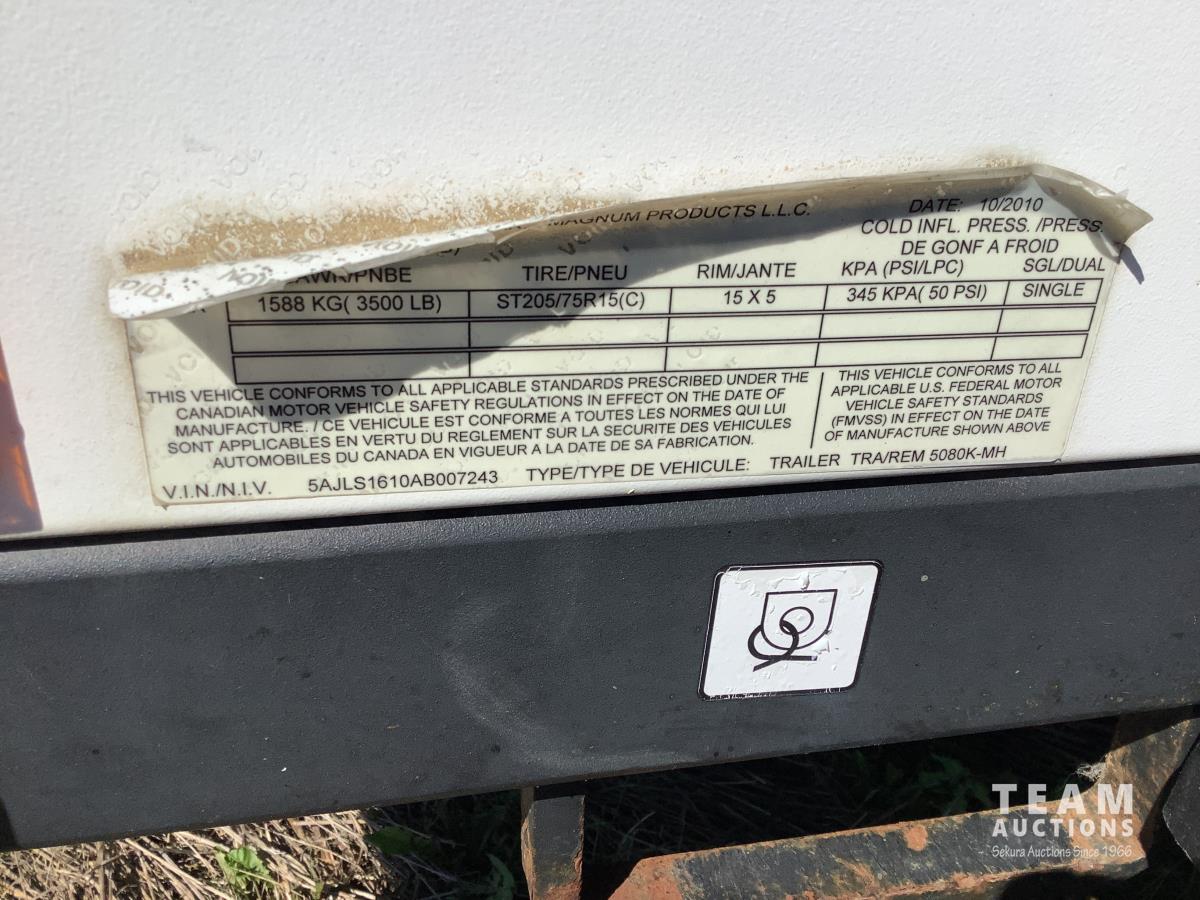 MAGNUM PRODUCTS L.L.C.
DATE: 10/2010
COLD INFL. PRESS. /PRESS.
DE GONF A FROID
GAWR/PNBE TIRE/PNEU RIM/JANTE KPA (PSI/LPC) SGL/DUAL
1588 KG( 3500 LB) ST205/75R15(C) 15 X 5 345 KPA( 50 PSI) SINGLE
THIS VEHICLE CONFORMS TO ALL APPLICABLE STANDARDS PRESCRIBED UNDER THE
CANADIAN MOTOR VEHICLE SAFETY REGULATIONS IN EFFECT ON THE DATE OF
MANUFACTURE. / CE VEHICULE EST CONFORME A TOUTES LES NORMES QUI LUI
SONT APPLICABLES EN VERTU DU REGLEMENT SUR LA SECURITE DES VEHICULES
AUTOMOBILES DU CANADA EN VIGUEUR A LA DATE DE SA FABRICATION.
THIS VEHICLE CONFORMS TO ALL
APPLICABLE U.S. FEDERAL MOTOR
VEHICLE SAFETY STANDARDS
(FMVSS) IN EFFECT ON THE DATE
OF MANUFACTURE SHOWN ABOVE
V.I.N./N.I.V. 5AJLS1610AB007243 TYPE/TYPE DE VEHICULE: TRAILER TRA/REM 5080K-MH
TEAM
AUCTIONS
Sekura Auctions Since 1966